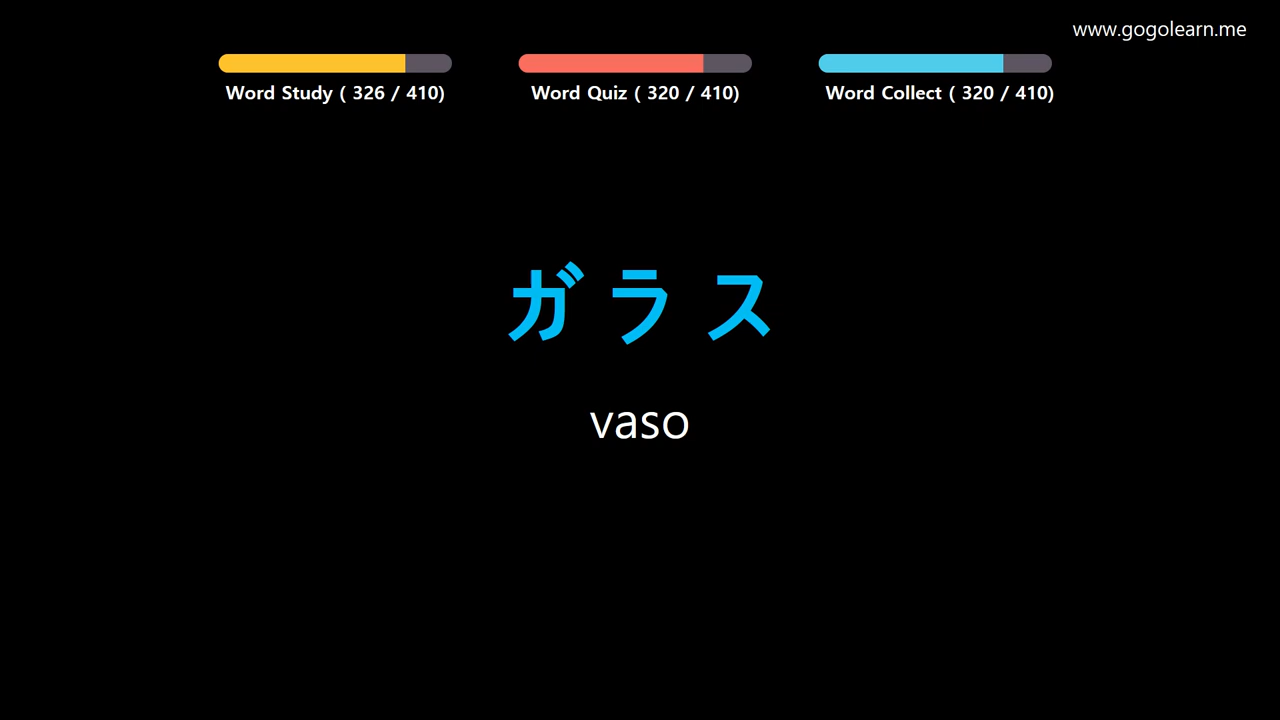 www.gogolearn.me
Word Study ( 326 / 410)
Word Quiz ( 320 / 410)
Word Collect ( 320 / 410)
ガラス
vaso